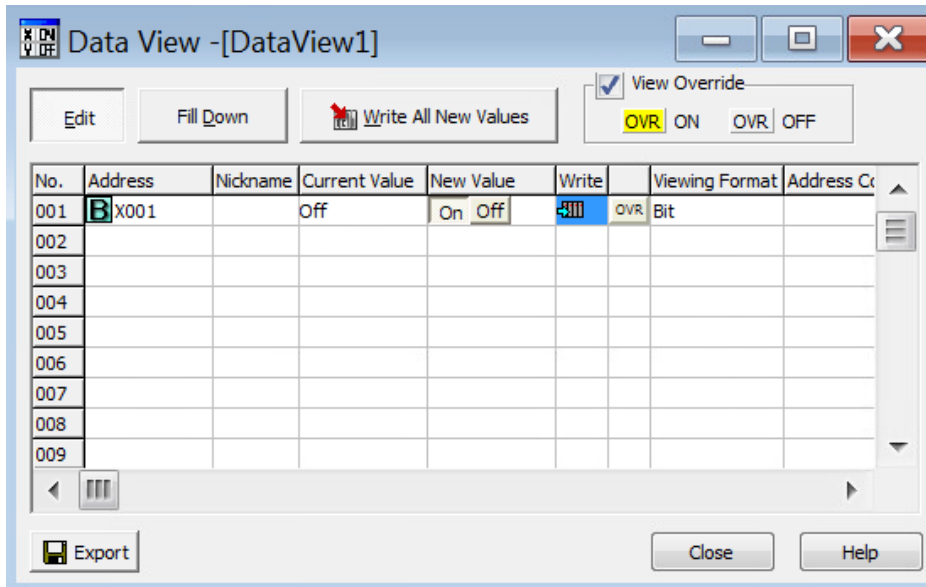 X ON
Y OFF
Data View -[DataView1]
Edit
Fill Down
Write All New Values
View Override
OVR ON OVR OFF
No. Address Nickname Current Value New Value Write Viewing Format Address Co
001 B X001 Off On Off OVR Bit
002
003
004
005
006
007
008
009
Export
Close
Help